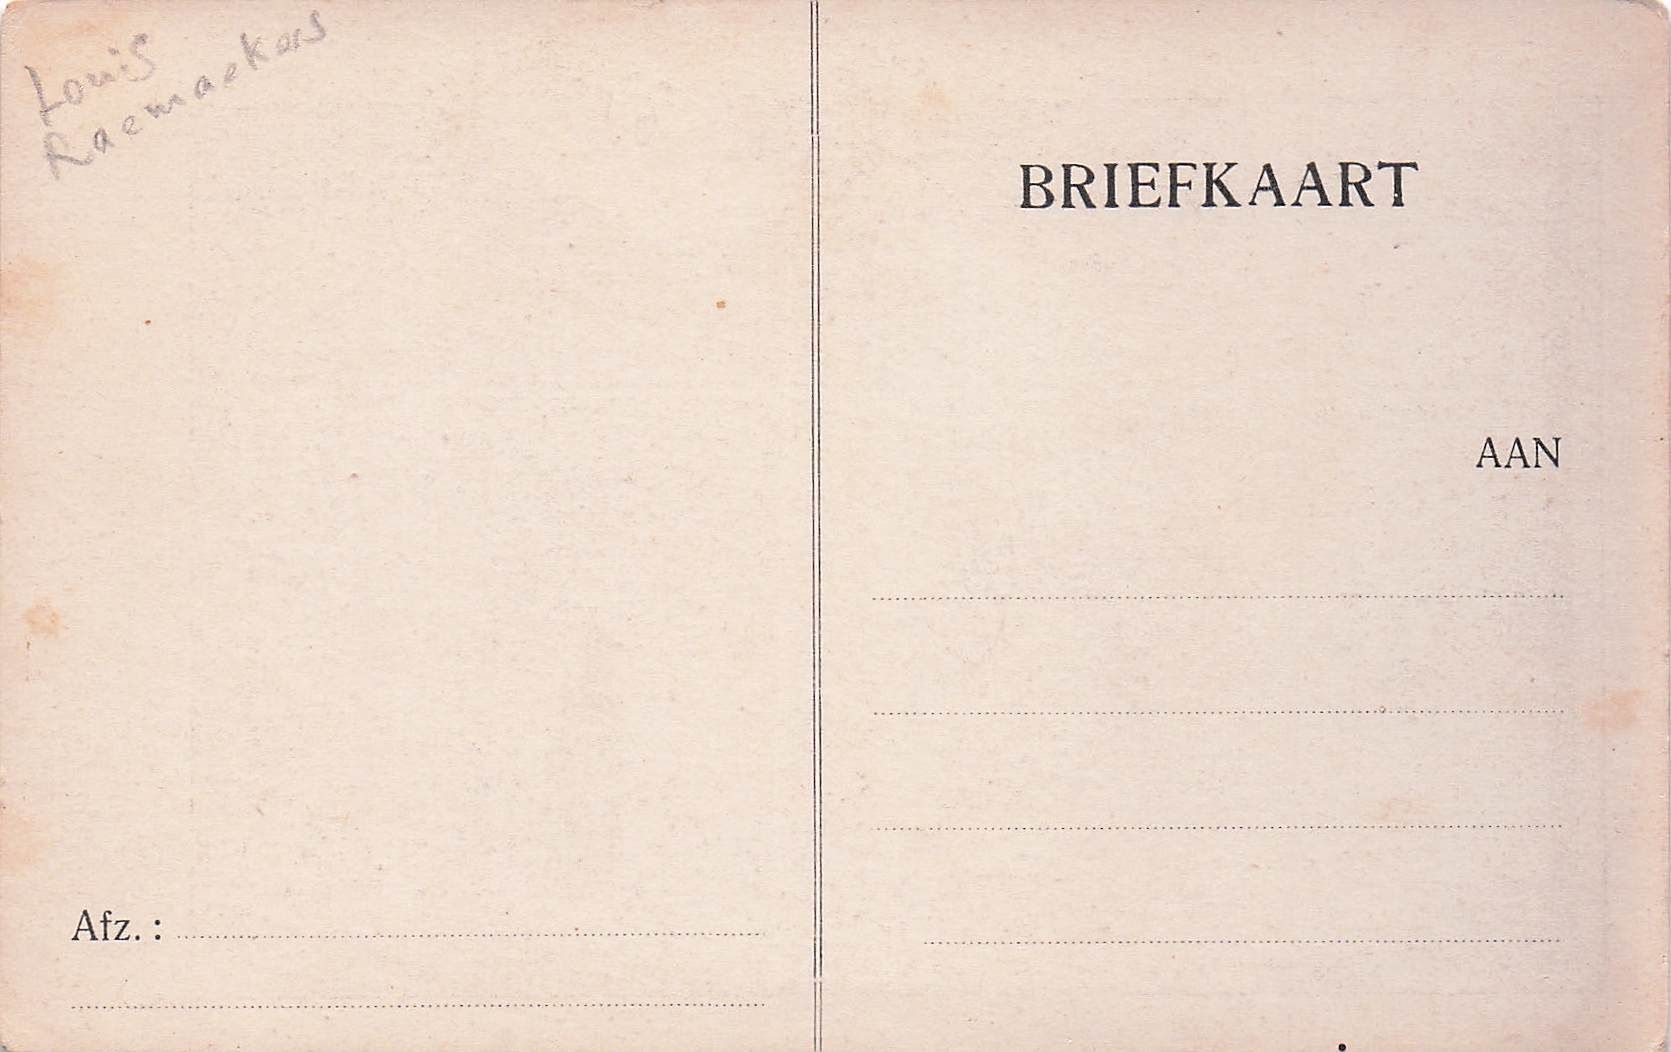 Louis
Raemaekers
BRIEFKAART
AAN
Afz. :